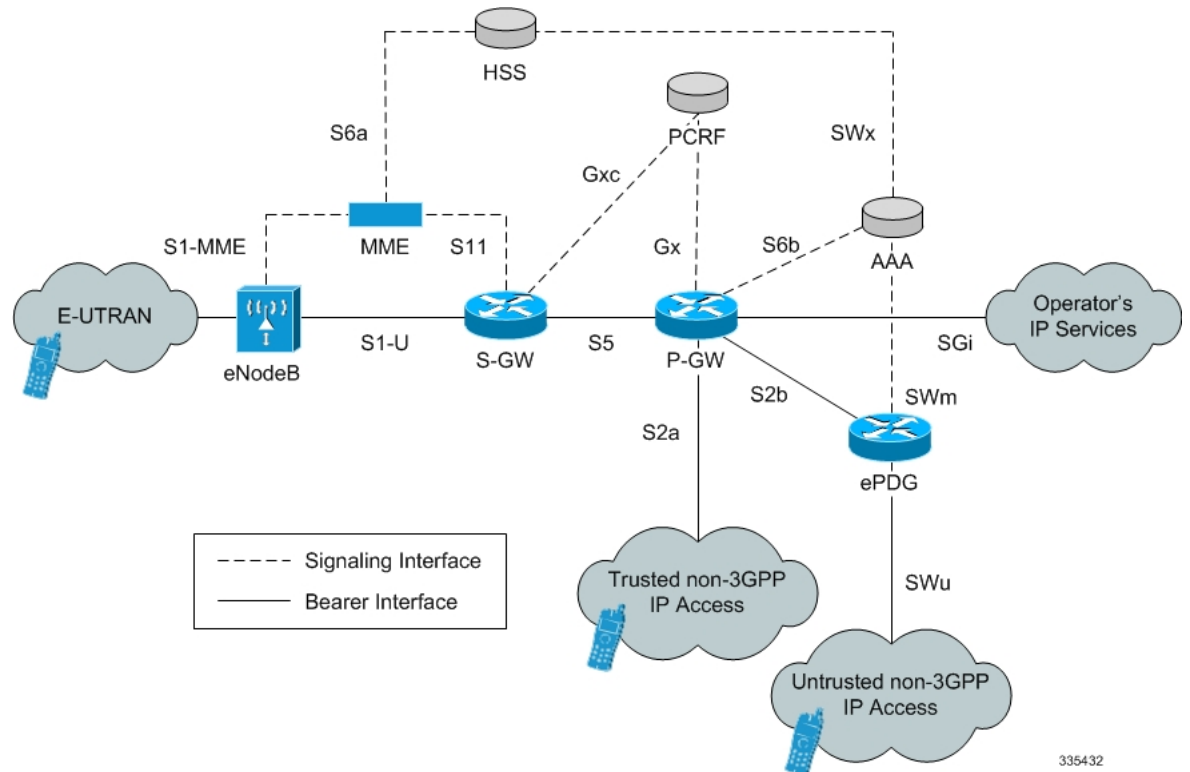 HSS
S6a
PCRF
SWx
Gxc
S1-MME
MME
S11
Gx
S6b
AAA
E-UTRAN
Operator's
IP Services
eNodeB
S1-U
S-GW
S5
P-GW
SGi
S2b
SWm
S2a
ePDG
Signaling Interface
Bearer Interface
Trusted non-3GPP
IP Access
SWu
Untrusted non-3GPP
IP Access
335432